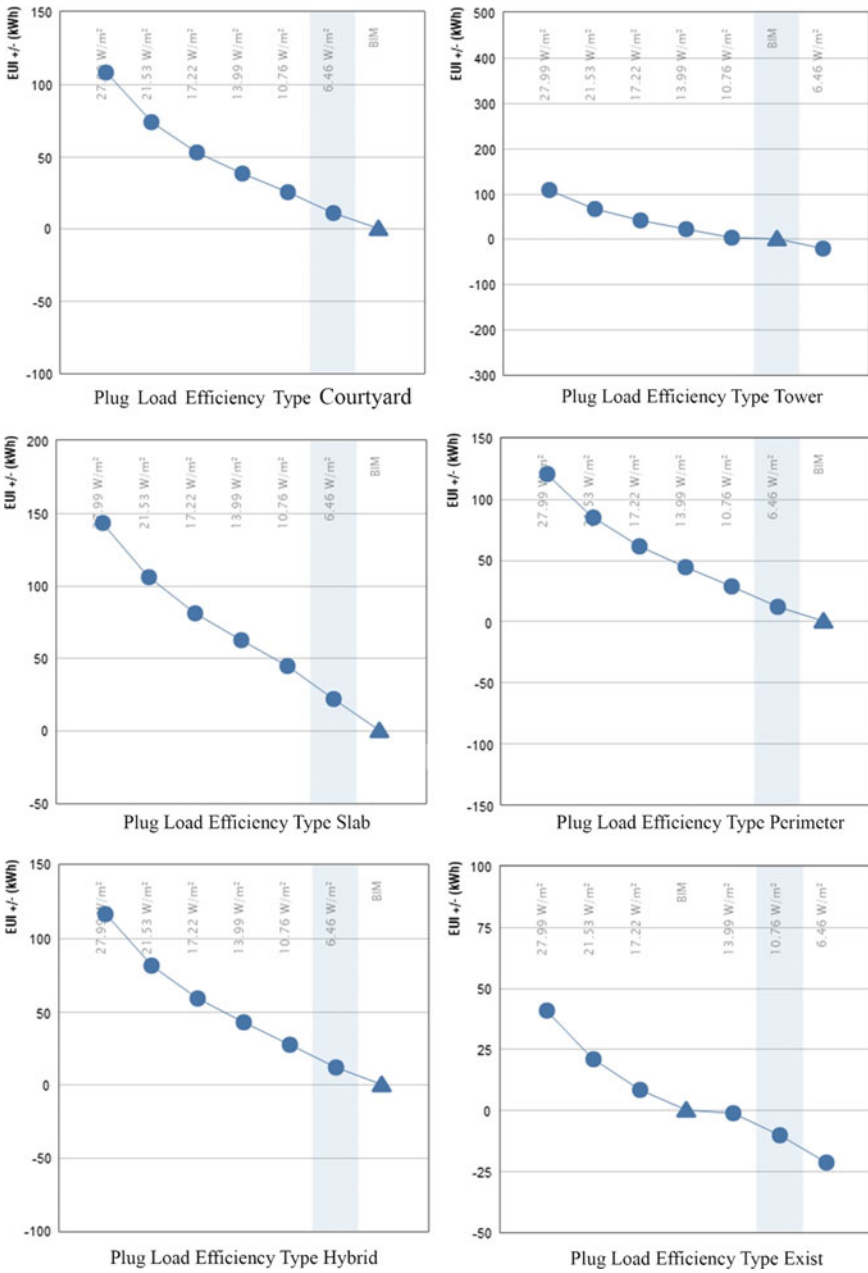 EUI +/- (kWh)
150
100
50
0
-50
-100
21.53 W/m²
17.22 W/m²
13.99 W/m²
10.76 W/m²
6.46 W/m²
BIM
Plug Load Efficiency Type Courtyard
EUI +/- (kWh)
500
400
300
200
100
0
-100
-200
-300
27.99 W/m²
21.53 W/m²
17.22 W/m²
13.99 W/m²
10.76 W/m²
BIM
6.46 W/m²
Plug Load Efficiency Type Tower
EUI +/- (kWh)
200
150
100
50
0
-50
21.53 W/m²
17.22 W/m²
13.99 W/m²
10.76 W/m²
6.46 W/m²
BIM
Plug Load Efficiency Type Slab
EUI +/- (kWh)
150
100
50
0
-50
-100
-150
27.99 W/m²
17.22 W/m²
13.99 W/m²
10.76 W/m²
6.46 W/m²
BIM
Plug Load Efficiency Type Perimeter
EUI +/- (kWh)
150
100
50
0
-50
-100
27.99 W/m²
21.53 W/m²
17.22 W/m²
13.99 W/m²
10.76 W/m²
6.46 W/m²
BIM
Plug Load Efficiency Type Hybrid
EUI +/- (kWh)
100
75
50
25
0
-25
-50
27.99 W/m²
21.53 W/m²
17.22 W/m²
BIM
13.99 W/m²
10.76 W/m²
6.46 W/m²
Plug Load Efficiency Type Exist